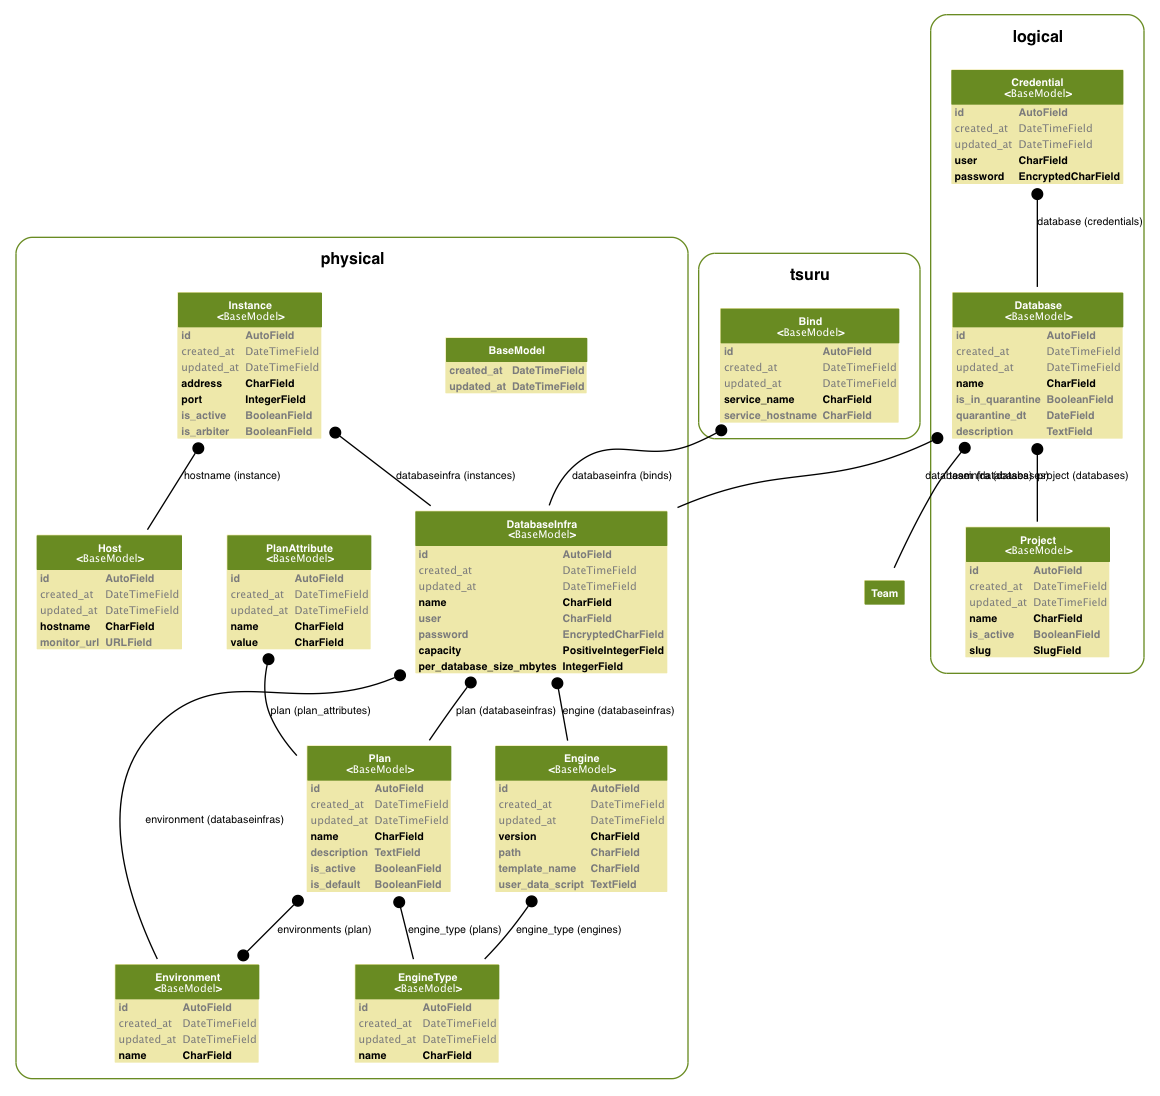 logical
Credential
<BaseModel>
id AutoField
created_at DateTimeField
updated_at DateTimeField
user CharField
password EncryptedCharField
database (credentials)
physical
tsuru
Instance
<BaseModel>
id AutoField
created_at DateTimeField
updated_at DateTimeField
address CharField
port IntegerField
is_active BooleanField
is_arbiter BooleanField
BaseModel
created_at DateTimeField
updated_at DateTimeField
Bind
<BaseModel>
id AutoField
created_at DateTimeField
updated_at DateTimeField
service_name CharField
service_hostname CharField
Database
<BaseModel>
id AutoField
created_at DateTimeField
updated_at DateTimeField
name CharField
is_in_quarantine BooleanField
quarantine_dt DateField
description TextField
hostname (instance)
databaseinfra (instances)
databaseinfra (binds)
databaseinfra (databases)
team (databases)
project (databases)
Host
<BaseModel>
id AutoField
created_at DateTimeField
updated_at DateTimeField
hostname CharField
monitor_url URLField
PlanAttribute
<BaseModel>
id AutoField
created_at DateTimeField
updated_at DateTimeField
name CharField
value CharField
DatabaseInfra
<BaseModel>
id AutoField
created_at DateTimeField
updated_at DateTimeField
name CharField
user CharField
password EncryptedCharField
capacity PositiveIntegerField
per_database_size_mbytes IntegerField
Team
Project
<BaseModel>
id AutoField
created_at DateTimeField
updated_at DateTimeField
name CharField
is_active BooleanField
slug SlugField
plan (plan_attributes)
plan (databaseinfras)
engine (databaseinfras)
environment (databaseinfras)
Plan
<BaseModel>
id AutoField
created_at DateTimeField
updated_at DateTimeField
name CharField
description TextField
is_active BooleanField
is_default BooleanField
Engine
<BaseModel>
id AutoField
created_at DateTimeField
updated_at DateTimeField
version CharField
path CharField
template_name CharField
user_data_script TextField
environments (plan)
engine_type (plans)
engine_type (engines)
Environment
<BaseModel>
id AutoField
created_at DateTimeField
updated_at DateTimeField
name CharField
EngineType
<BaseModel>
id AutoField
created_at DateTimeField
updated_at DateTimeField
name CharField